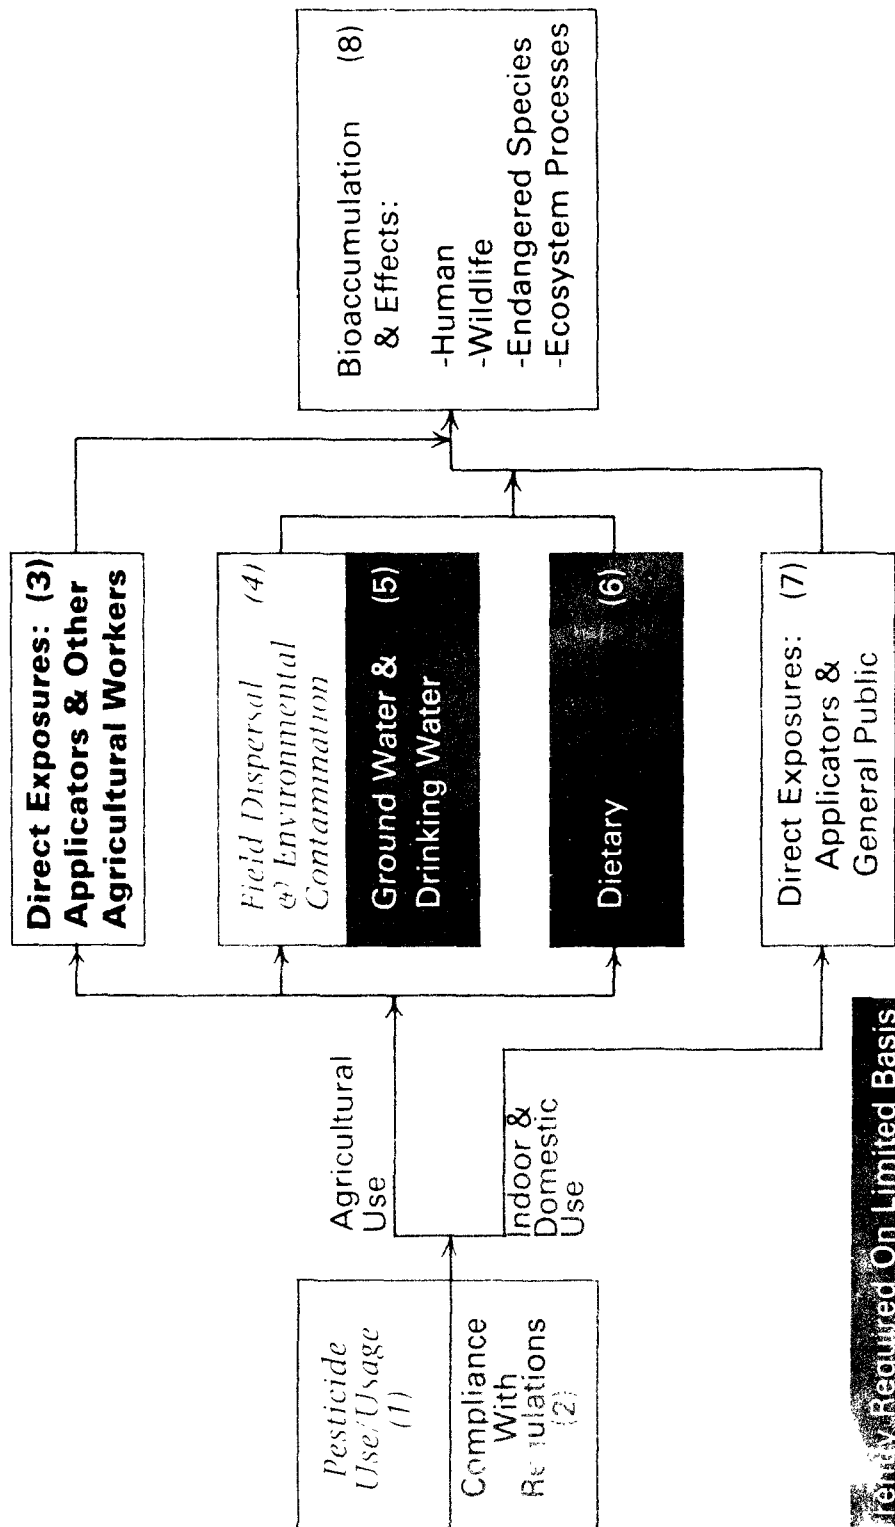 Pesticide
Use/Usage
(1)
Compliance
With
(2)
Agricultural
Use
Indoor &
Domestic
Use
Direct Exposures: (3)
Applicators & Other
Agricultural Workers
Field Dispersal (4)
& Environmental
Contamination
Ground Water & (5)
Drinking Water
Dietary (6)
Direct Exposures: (7)
Applicators &
General Public
Bioaccumulation (8)
& Effects:
-Human
-Wildlife
-Endangered Species
-Ecosystem Processes
Required On Limited Basis